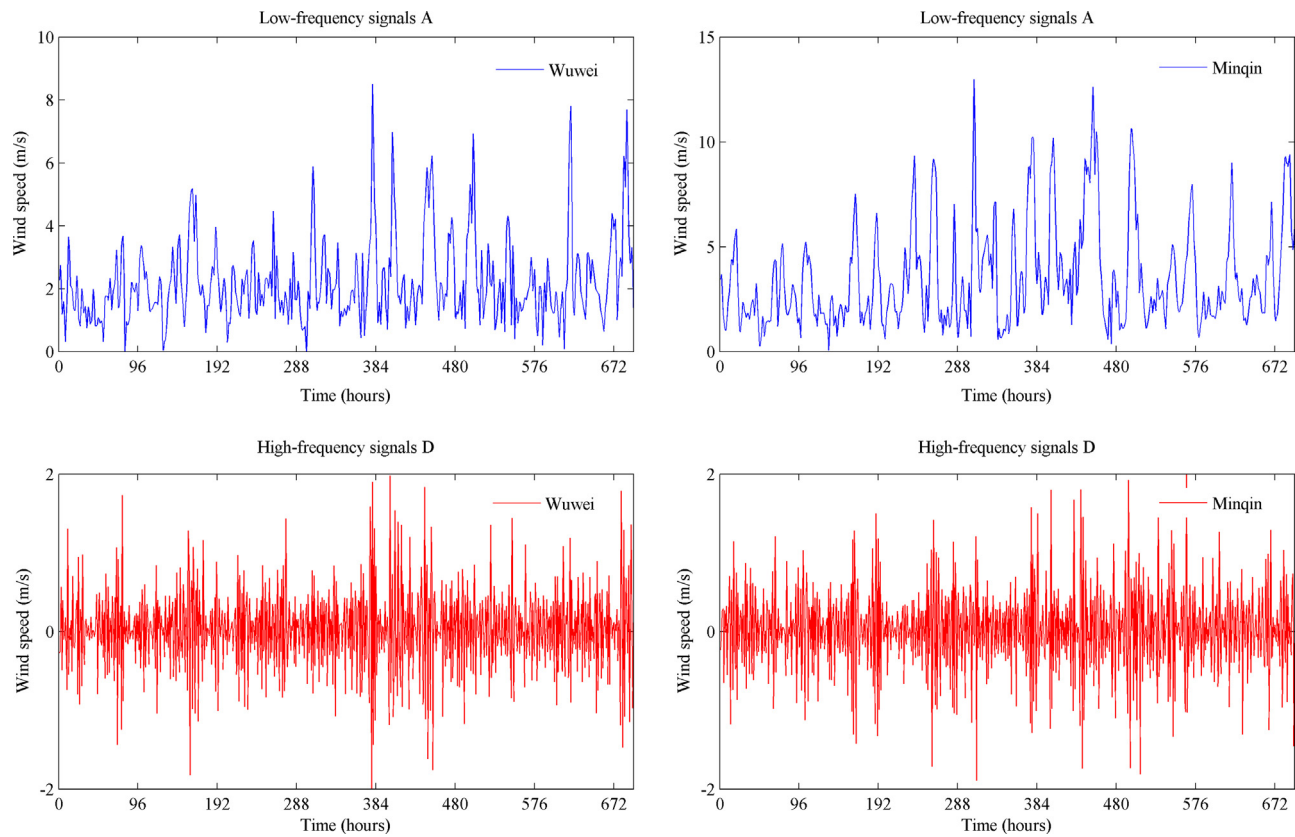 Low-frequency signals A
10
8
6
4
2
0
Wind speed (m/s)
Wuwei
0 96 192 288 384 480 576 672
Time (hours)
Low-frequency signals A
15
10
5
0
Wind speed (m/s)
Minqin
0 96 192 288 384 480 576 672
Time (hours)
High-frequency signals D
2
0
-2
Wind speed (m/s)
Wuwei
0 96 192 288 384 480 576 672
Time (hours)
High-frequency signals D
2
0
-2
Wind speed (m/s)
Minqin
0 96 192 288 384 480 576 672
Time (hours)